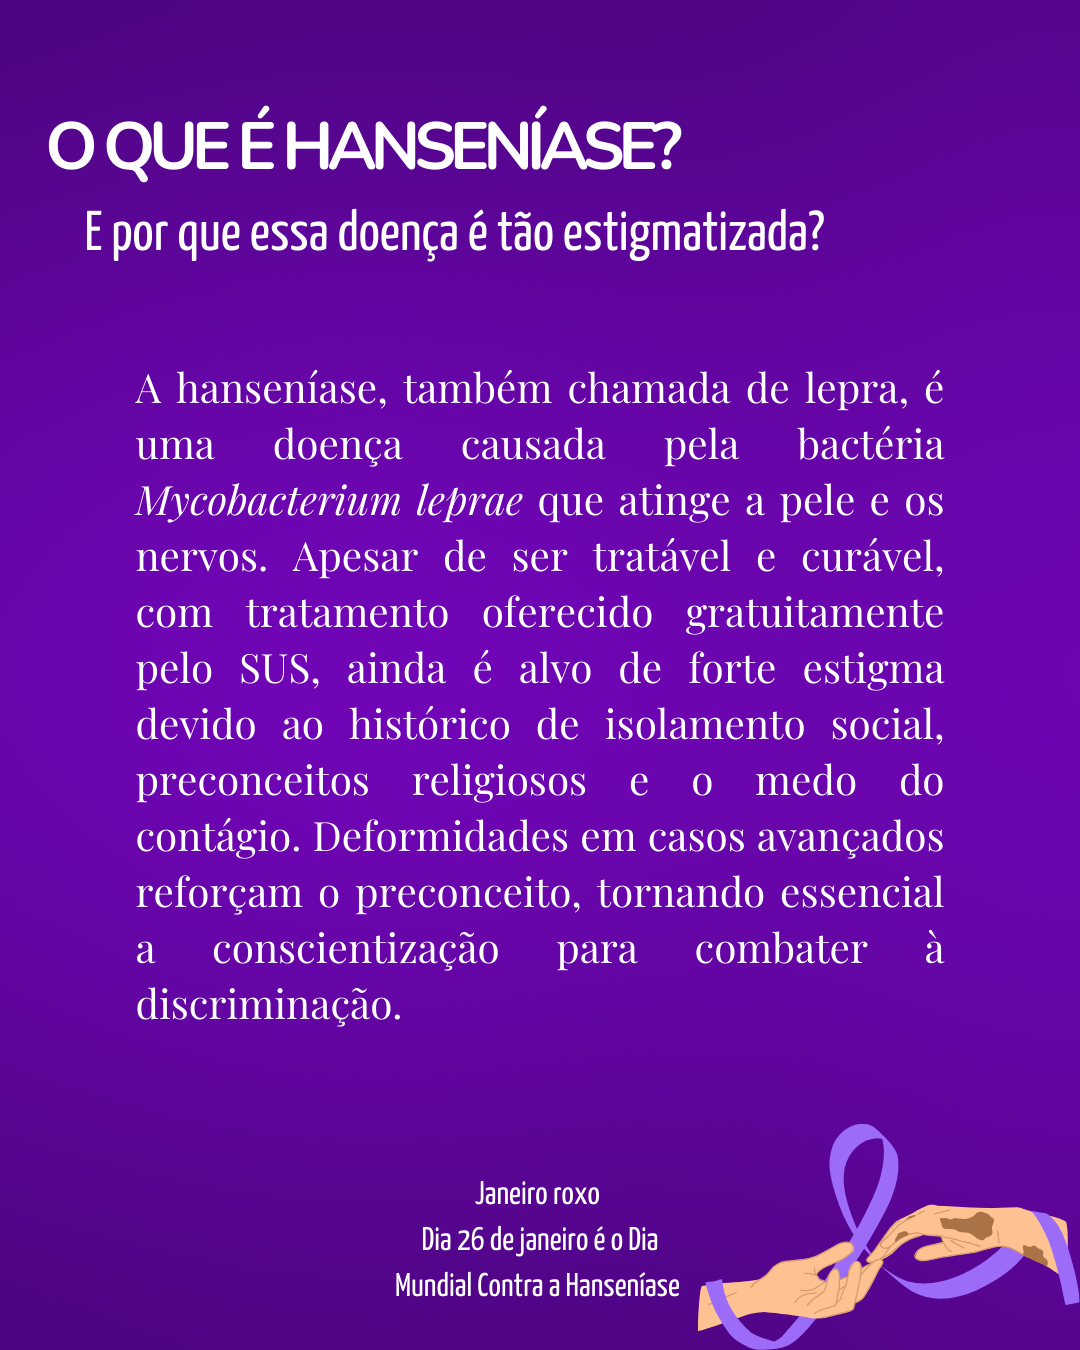 O QUE É HANSENÍASE?
E por que essa doença é tão estigmatizada?
A hanseníase, também chamada de lepra, é
uma doença causada pela bactéria
Mycobacterium leprae que atinge a pele e os
nervos. Apesar de ser tratável e curável,
com tratamento oferecido gratuitamente
pelo SUS, ainda é alvo de forte estigma
devido ao histórico de isolamento social,
preconceitos religiosos e o medo do
contágio. Deformidades em casos avançados
reforçam o preconceito, tornando essencial
a conscientização para combater à
discriminação.
Janeiro roxo
Dia 26 de janeiro é o Dia
Mundial Contra a Hanseníase